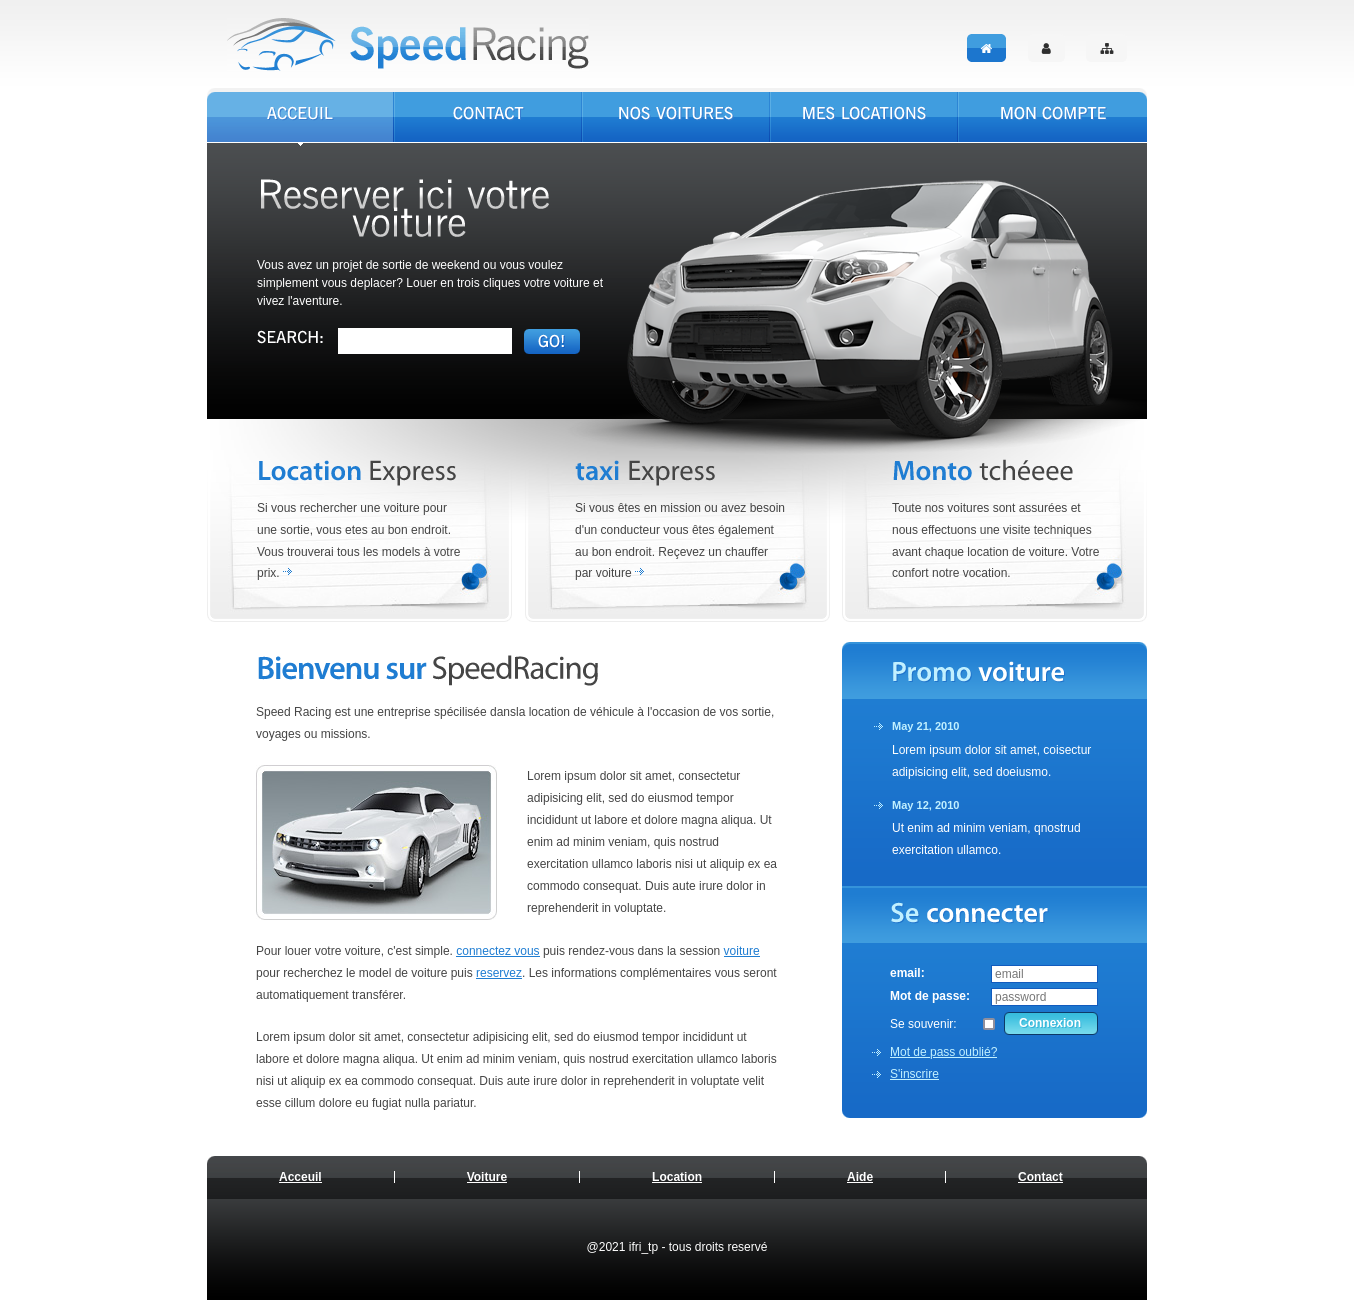 SpeedRacing
ACCEUIL CONTACT NOS VOITURES MES LOCATIONS MON COMPTE
Reserver ici votre
voiture
Vous avez un projet de sortie de weekend ou vous voulez
simplement vous deplacer? Louer en trois cliques votre voiture et
vivez l'aventure.
SEARCH: GO!
Location Express
Si vous rechercher une voiture pour
une sortie, vous etes au bon endroit.
Vous trouverai tous les models à votre
prix.
taxi Express
Si vous êtes en mission ou avez besoin
d'un conducteur vous êtes également
au bon endroit. Reçevez un chauffer
par voiture
Monto tchéeee
Toute nos voitures sont assurées et
nous effectuons une visite techniques
avant chaque location de voiture. Votre
confort notre vocation.
Bienvenu sur SpeedRacing
Speed Racing est une entreprise spécilisée dansla location de véhicule à l'occasion de vos sortie,
voyages ou missions.
Lorem ipsum dolor sit amet, consectetur
adipisicing elit, sed do eiusmod tempor
incididunt ut labore et dolore magna aliqua. Ut
enim ad minim veniam, quis nostrud
exercitation ullamco laboris nisi ut aliquip ex ea
commodo consequat. Duis aute irure dolor in
reprehenderit in voluptate.
Pour louer votre voiture, c'est simple. connectez vous puis rendez-vous dans la session voiture
pour recherchez le model de voiture puis reservez. Les informations complémentaires vous seront
automatiquement transférer.
Lorem ipsum dolor sit amet, consectetur adipisicing elit, sed do eiusmod tempor incididunt ut
labore et dolore magna aliqua. Ut enim ad minim veniam, quis nostrud exercitation ullamco laboris
nisi ut aliquip ex ea commodo consequat. Duis aute irure dolor in reprehenderit in voluptate velit
esse cillum dolore eu fugiat nulla pariatur.
Promo voiture
May 21, 2010
Lorem ipsum dolor sit amet, coisectur
adipisicing elit, sed doeiusmo.
May 12, 2010
Ut enim ad minim veniam, qnostrud
exercitation ullamco.
Se connecter
email: email
Mot de passe: password
Se souvenir: Connexion
Mot de pass oublié?
S'inscrire
Acceuil Voiture Location Aide Contact
@2021 ifri_tp - tous droits reservé